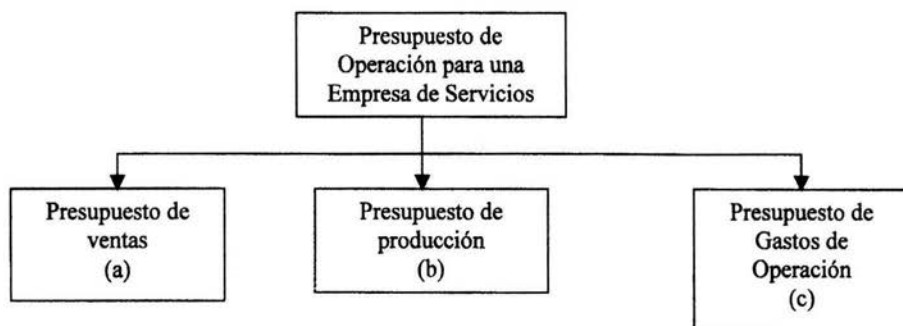 Presupuesto de
Operación para una
Empresa de Servicios
Presupuesto de
ventas
(a)
Presupuesto de
producción
(b)
Presupuesto de
Gastos de
Operación
(c)